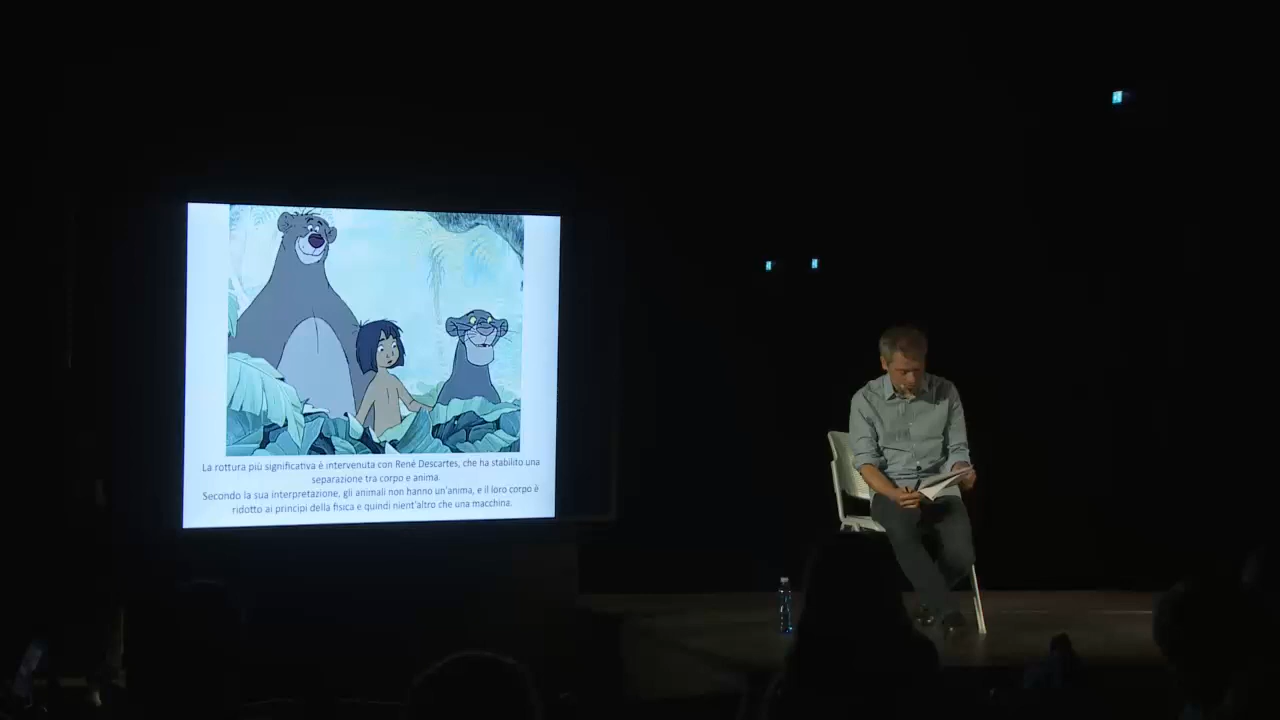 La rottura più significativa è intervenuta con René Descartes, che ha stabilito una
separazione tra corpo e anima.
Secondo la sua interpretazione, gli animali non hanno un'anima, e il loro corpo è
ridotto ai principi della fisica e quindi nient'altro che una macchina.